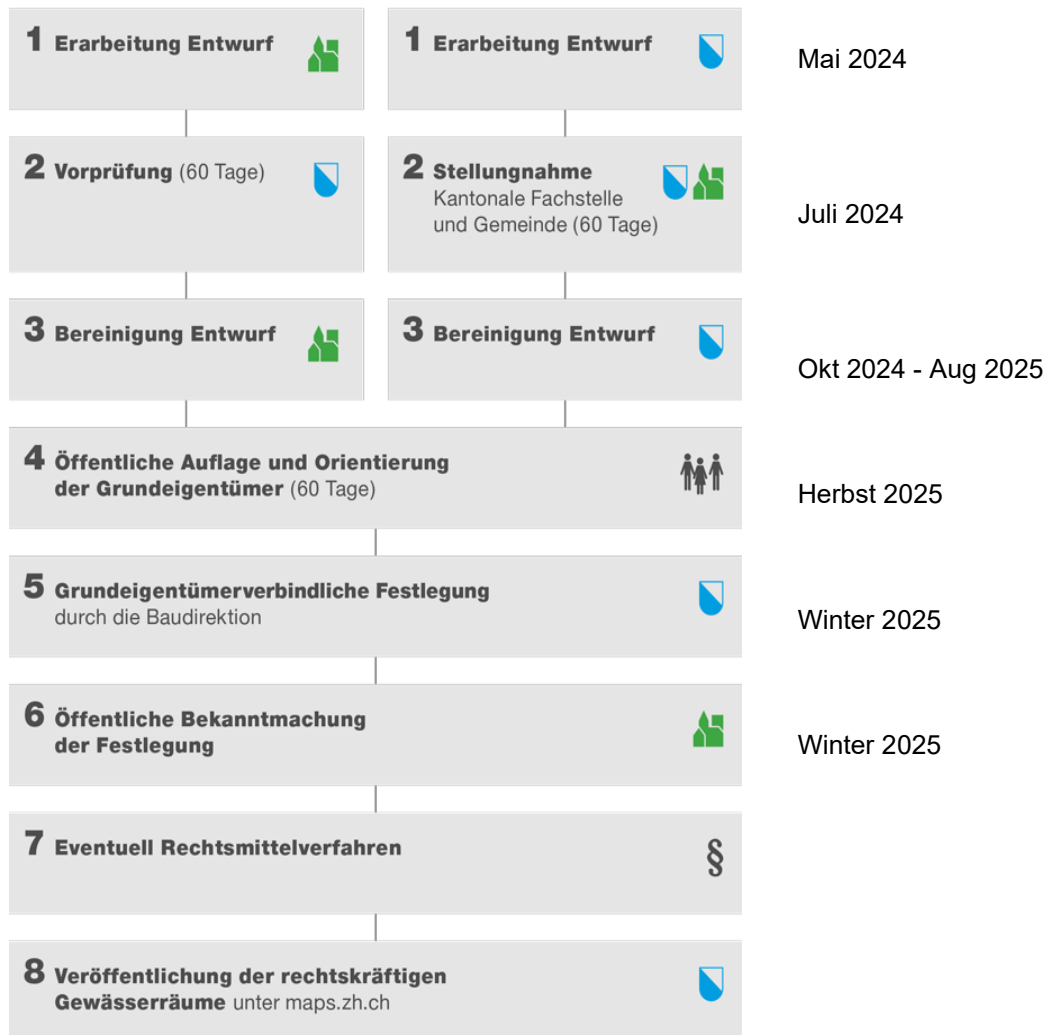 1 Erarbeitung Entwurf
1 Erarbeitung Entwurf
Mai 2024
2 Vorprüfung (60 Tage)
2 Stellungnahme
Kantonale Fachstelle
und Gemeinde (60 Tage)
Juli 2024
3 Bereinigung Entwurf
3 Bereinigung Entwurf
Okt 2024 - Aug 2025
4 Öffentliche Auflage und Orientierung
der Grundeigentümer (60 Tage)
Herbst 2025
5 Grundeigentümerverbindliche Festlegung
durch die Baudirektion
Winter 2025
6 Öffentliche Bekanntmachung
der Festlegung
Winter 2025
7 Eventuell Rechtsmittelverfahren
§
8 Veröffentlichung der rechtskräftigen
Gewässerräume unter maps.zh.ch